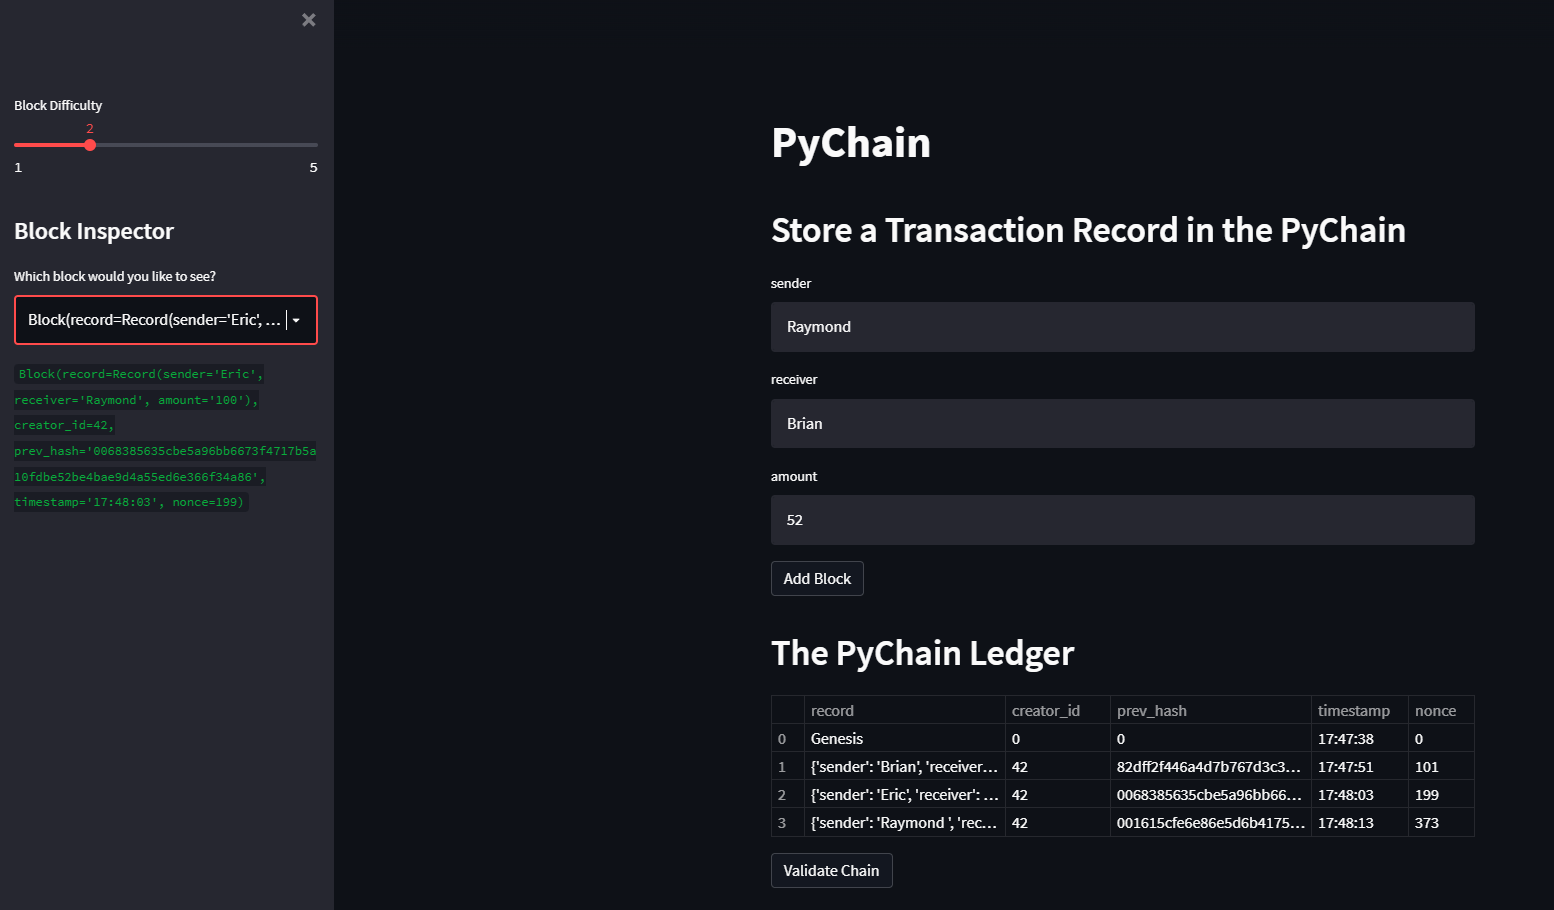 ×
Block Difficulty
2
1 5
Block Inspector
Which block would you like to see?
Block(record=Record(sender='Eric', ...
Block(record=Record(sender='Eric',
receiver='Raymond', amount='100'),
creator_id=42,
prev_hash='0068385635cbe5a96bb6673f4717b5a
10fdbe52be4bae9d4a55ed6e366f34a86',
timestamp='17:48:03', nonce=199)
PyChain
Store a Transaction Record in the PyChain
sender
Raymond
receiver
Brian
amount
52
Add Block
The PyChain Ledger
record creator_id prev_hash timestamp nonce
0 Genesis 0 0 17:47:38 0
1 {'sender': 'Brian', 'receiver... 42 82dff2f446a4d7b767d3c3... 17:47:51 101
2 {'sender': 'Eric', 'receiver': ... 42 0068385635cbe5a96bb66... 17:48:03 199
3 {'sender': 'Raymond ', 'rec... 42 001615cfe6e86e5d6b4175... 17:48:13 373
Validate Chain